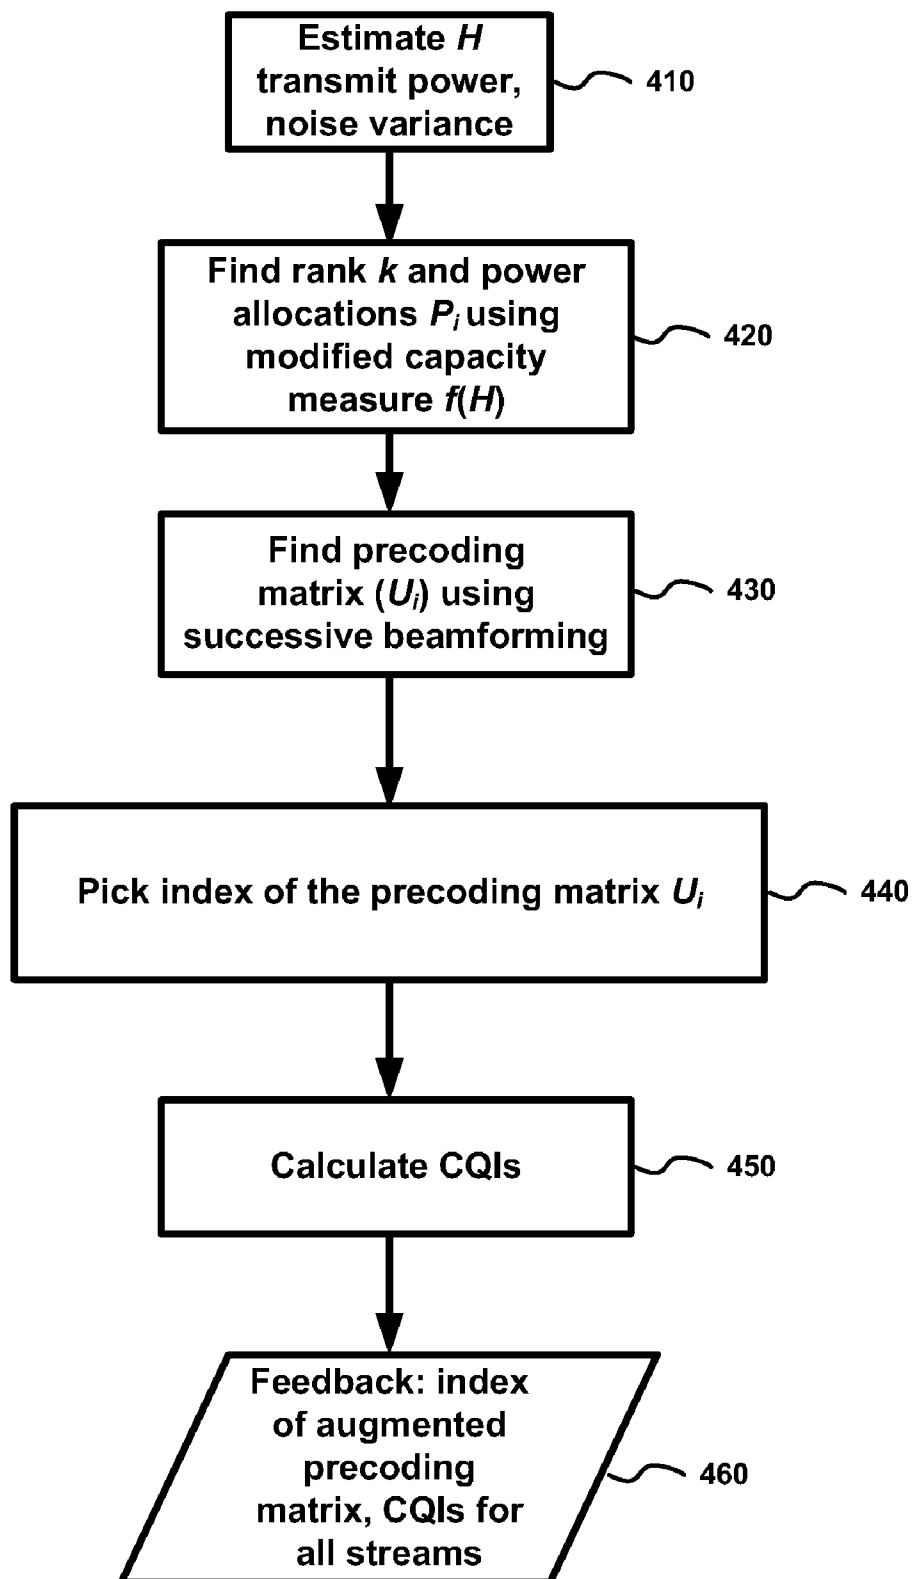 Estimate H
transmit power,
noise variance
410
Find rank k and power
allocations Pi using
modified capacity
measure f(H)
420
Find precoding
matrix (Ui) using
successive beamforming
430
Pick index of the precoding matrix Ui
440
Calculate CQIs
450
Feedback: index
of augmented
precoding
matrix, CQIs for
all streams
460